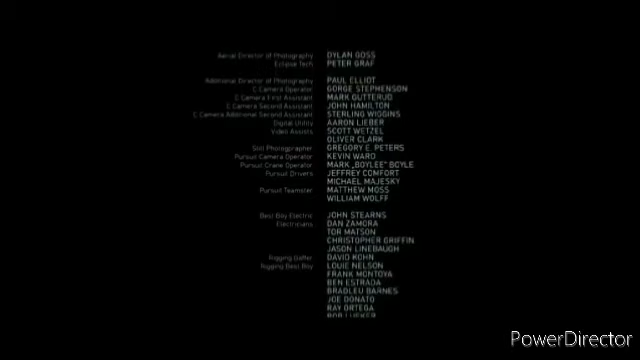 Aerial Director of Photography DYLAN GOSS
Eclipse Tech PETER GRAF
Additional Director of Photography PAUL ELLIOT
C Camera Operator GORGE STEPHENSON
C Camera First Assistant MARK GUTTERUD
C Camera Second Assistant JOHN HAMILTON
C Camera Additional Second Assistant STERLING WIGGINS
Digital Utility AARON LIEBER
Video Assists SCOTT WETZEL
OLIVER CLARK
Still Photogprapher GREGORY E. PETERS
Pursuit Camera Operator KEVIN WARD
Pursuit Crane Operator MARK „BOYLEE" BOYLE
Pursuit Drivers JEFFREY COMFORT
MICHAEL MAJESKY
Pursuit Teamster MATTHEW MOSS
WILLIAM WOLFF
Best Boy Electric JOHN STEARNS
Electricians DAN ZAMORA
TOR MATSON
CHRISTOPHER GRIFFIN
JASON LINEBAUGH
Rigging Gaffer DAVID KOHN
Rigging Best Boy LOUIE NELSON
FRANK MONTOYA
BEN ESTRADA
BRADLEU BARNES
JOE DONATO
RAY ORTEGA
PowerDirector